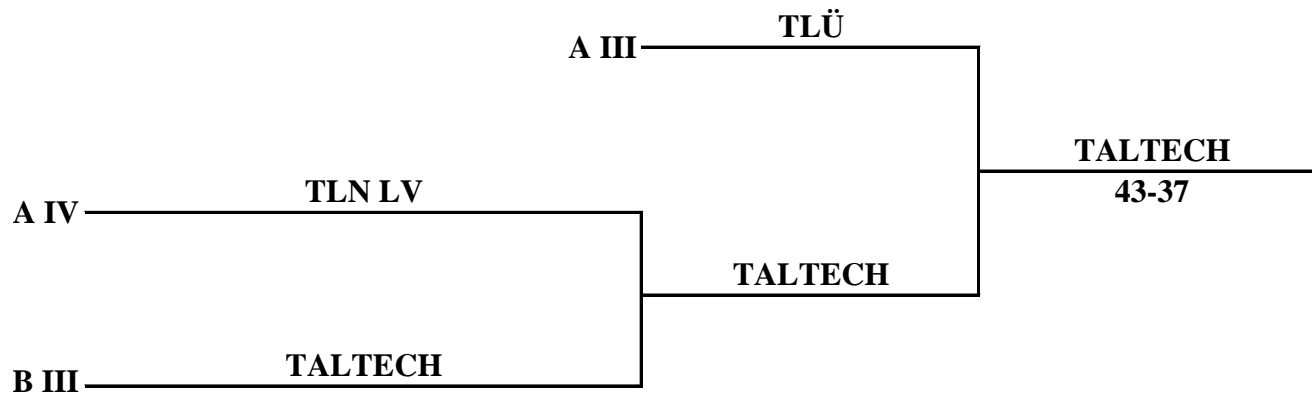 TLÜ
A III
TALTECH
43-37
TLN LV
A IV
TALTECH
TALTECH
B III